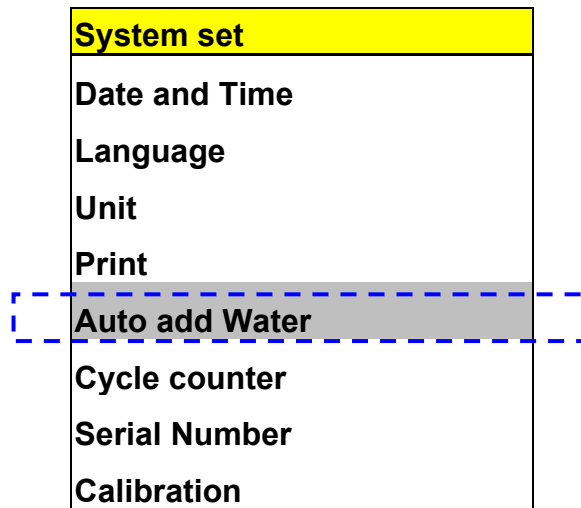 System set
Date and Time
Language
Unit
Print
Auto add Water
Cycle counter
Serial Number
Calibration